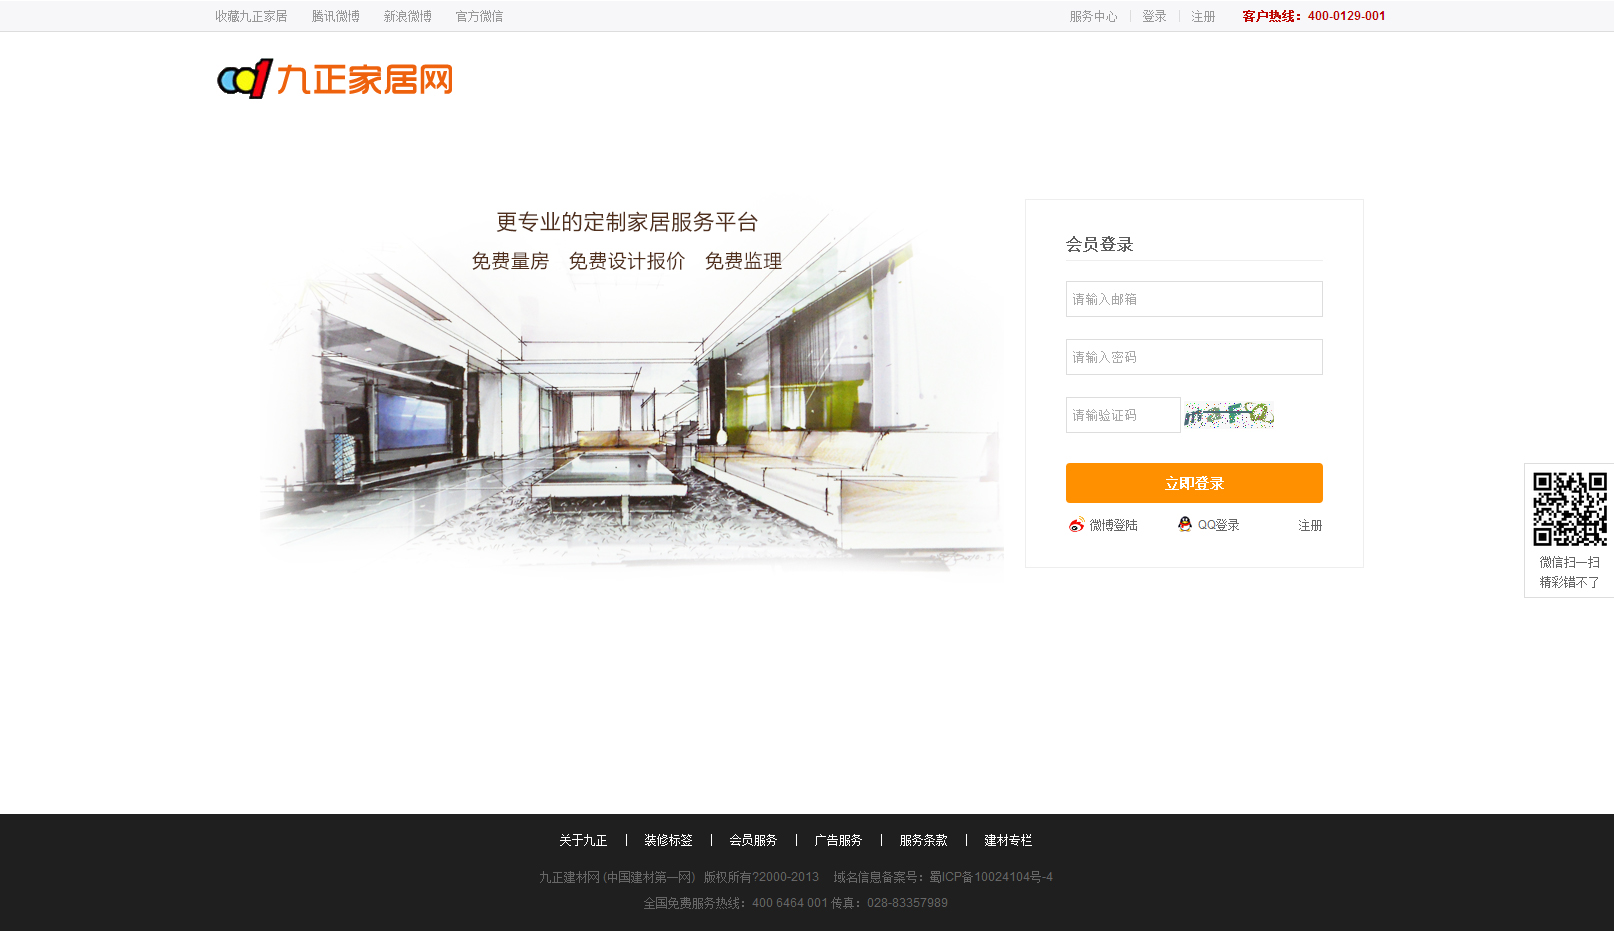 收藏九正家居 腾讯微博 新浪微博 官方微信 服务中心 登录 注册 客户热线：400-0129-001
九正家居网
更专业的定制家居服务平台
免费量房 免费设计报价 免费监理
会员登录
请输入邮箱
请输入密码
请输验证码
立即登录
微博登陆 QQ登录 注册
微信扫一扫
精彩错不了
关于九正 | 装修标签 | 会员服务 | 广告服务 | 服务条款 | 建材专栏
九正建材网 (中国建材第一网) 版权所有?2000-2013 域名信息备案号：蜀ICP备10024104号-4
全国免费服务热线：400 6464 001 传真：028-83357989